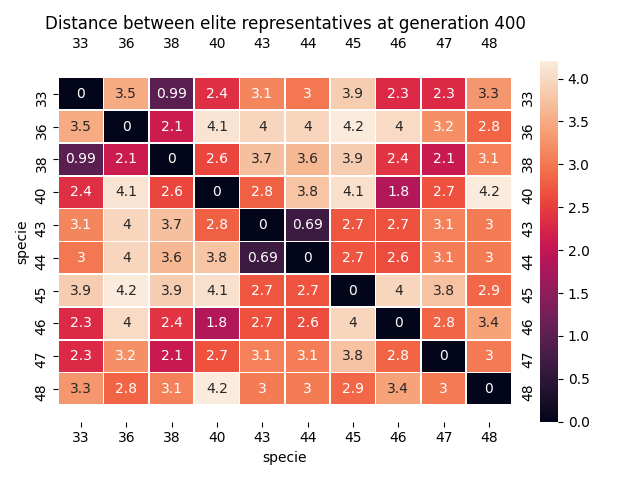 Distance between elite representatives at generation 400
33 36 38 40 43 44 45 46 47 48
33 0 3.5 0.99 2.4 3.1 3 3.9 2.3 2.3 3.3 33
36 3.5 0 2.1 4.1 4 4 4.2 4 3.2 2.8 36
38 0.99 2.1 0 2.6 3.7 3.6 3.9 2.4 2.1 3.1 38
40 2.4 4.1 2.6 0 2.8 3.8 4.1 1.8 2.7 4.2 40
43 3.1 4 3.7 2.8 0 0.69 2.7 2.7 3.1 3 43
44 3 4 3.6 3.8 0.69 0 2.7 2.6 3.1 3 44
45 3.9 4.2 3.9 4.1 2.7 2.7 0 4 3.8 2.9 45
46 2.3 4 2.4 1.8 2.7 2.6 4 0 2.8 3.4 46
47 2.3 3.2 2.1 2.7 3.1 3.1 3.8 2.8 0 3 47
48 3.3 2.8 3.1 4.2 3 3 2.9 3.4 3 0 48
33 36 38 40 43 44 45 46 47 48
specie
specie
4.0
3.5
3.0
2.5
2.0
1.5
1.0
0.5
0.0